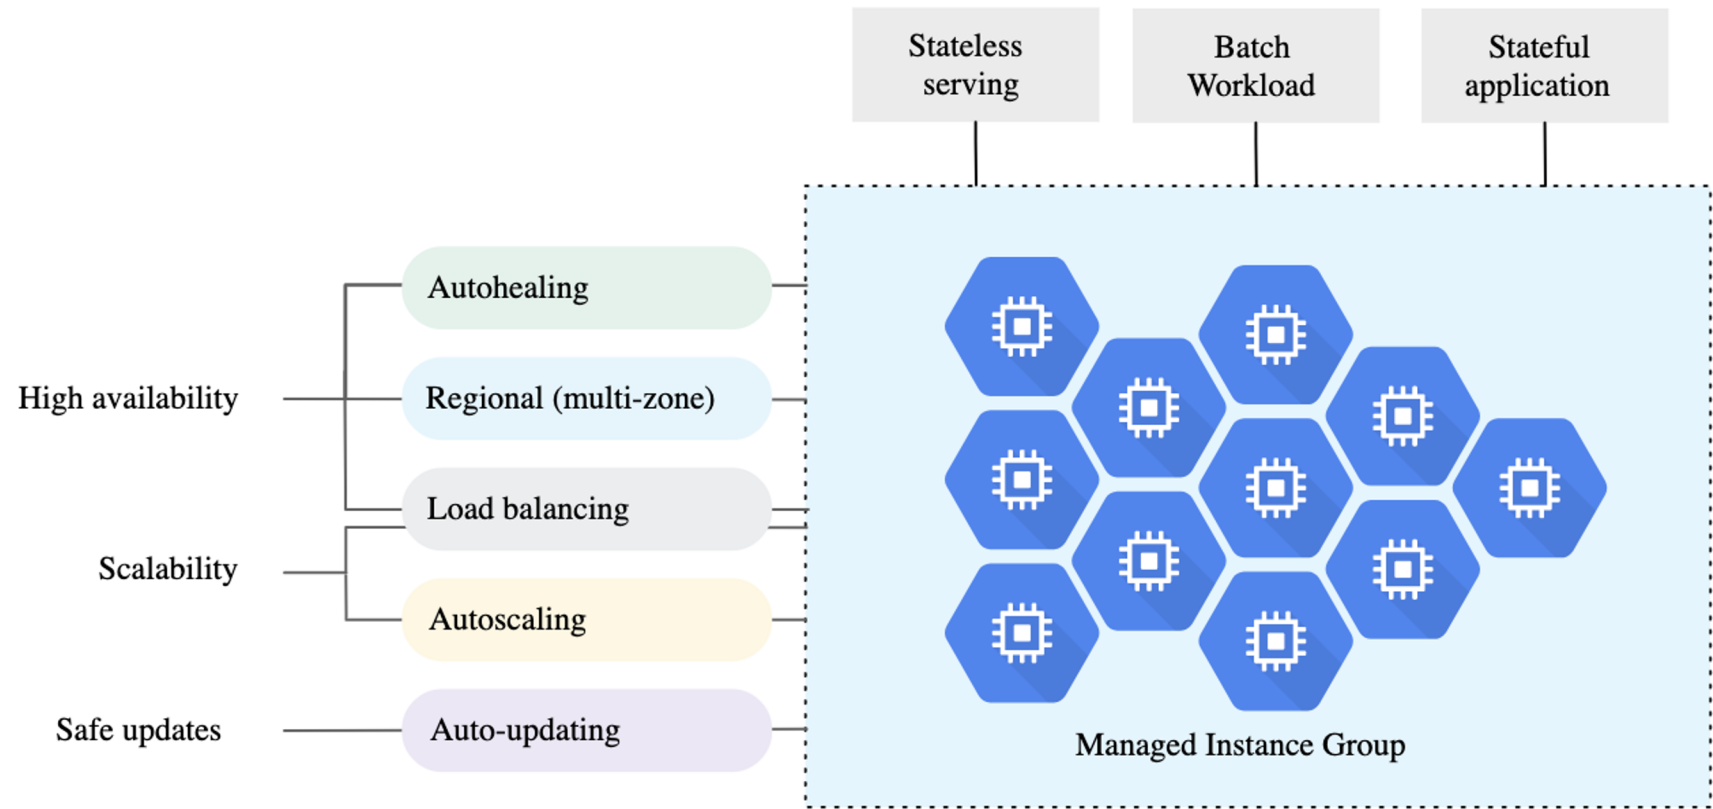 Stateless
serving
Batch
Workload
Stateful
application
Autohealing
High availability
Regional (multi-zone)
Load balancing
Scalability
Autoscaling
Safe updates
Auto-updating
Managed Instance Group